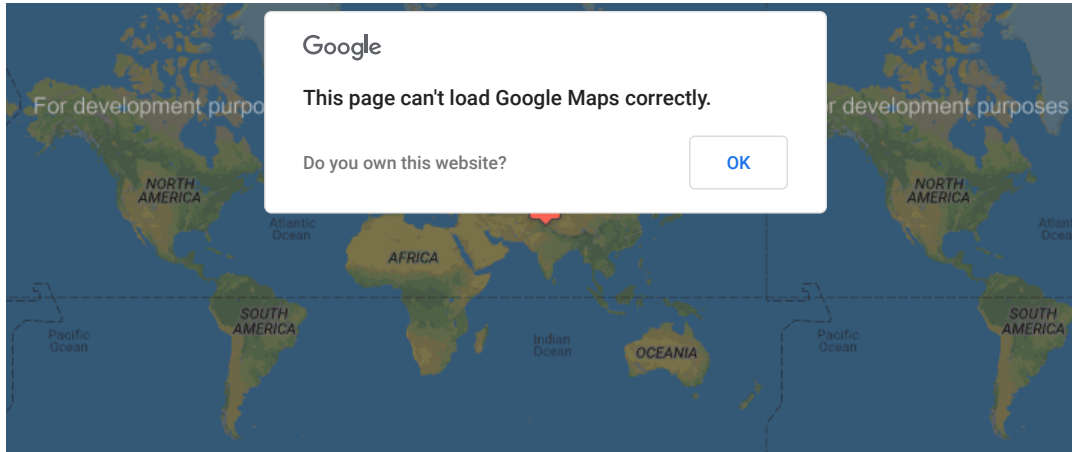 Google
This page can't load Google Maps correctly.
Do you own this website?
OK
For development purpo
r development purposes
NORTH
AMERICA
NORTH
AMERICA
Atlantic
Ocean
Atlant
Ocea
AFRICA
SOUTH
AMERICA
SOUTH
AMERICA
Pacific
Ocean
Indian
Ocean
OCEANIA
Pacific
Ocean